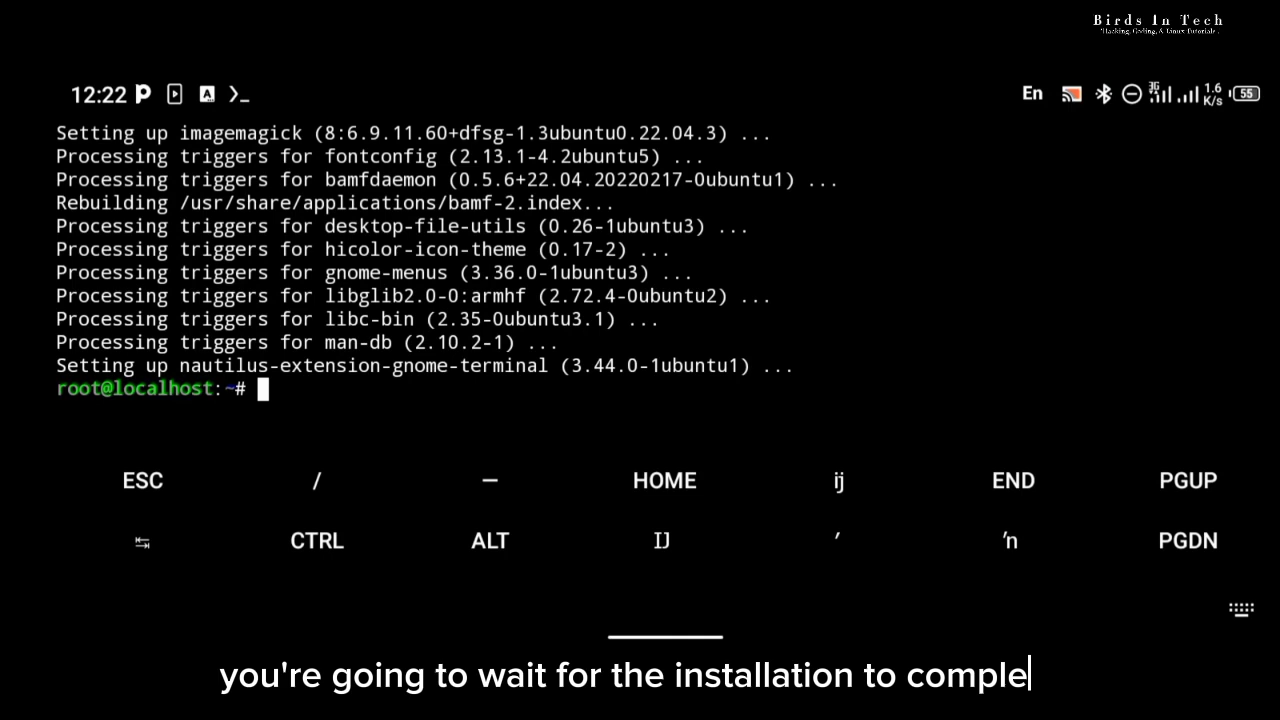 Birds In Tech
"Hacking, Coding, & Linux Tutorials".
12:22
En
1.6
K/s
55
Setting up imagemagick (8:6.9.11.60+dfsg-1.3ubuntu0.22.04.3) ...
Processing triggers for fontconfig (2.13.1-4.2ubuntu5) ...
Processing triggers for bamfdaemon (0.5.6+22.04.20220217-0ubuntu1) ...
Rebuilding /usr/share/applications/bamf-2.index...
Processing triggers for desktop-file-utils (0.26-1ubuntu3) ...
Processing triggers for hicolor-icon-theme (0.17-2) ...
Processing triggers for gnome-menus (3.36.0-1ubuntu3) ...
Processing triggers for libglib2.0-0:armhf (2.72.4-0ubuntu2) ...
Processing triggers for libc-bin (2.35-0ubuntu3.1) ...
Processing triggers for man-db (2.10.2-1) ...
Setting up nautilus-extension-gnome-terminal (3.44.0-1ubuntu1) ...
root@localhost:~#
ESC / — HOME ĳ END PGUP
↹ CTRL ALT Ĳ ′ ŉ PGDN
you're going to wait for the installation to comple